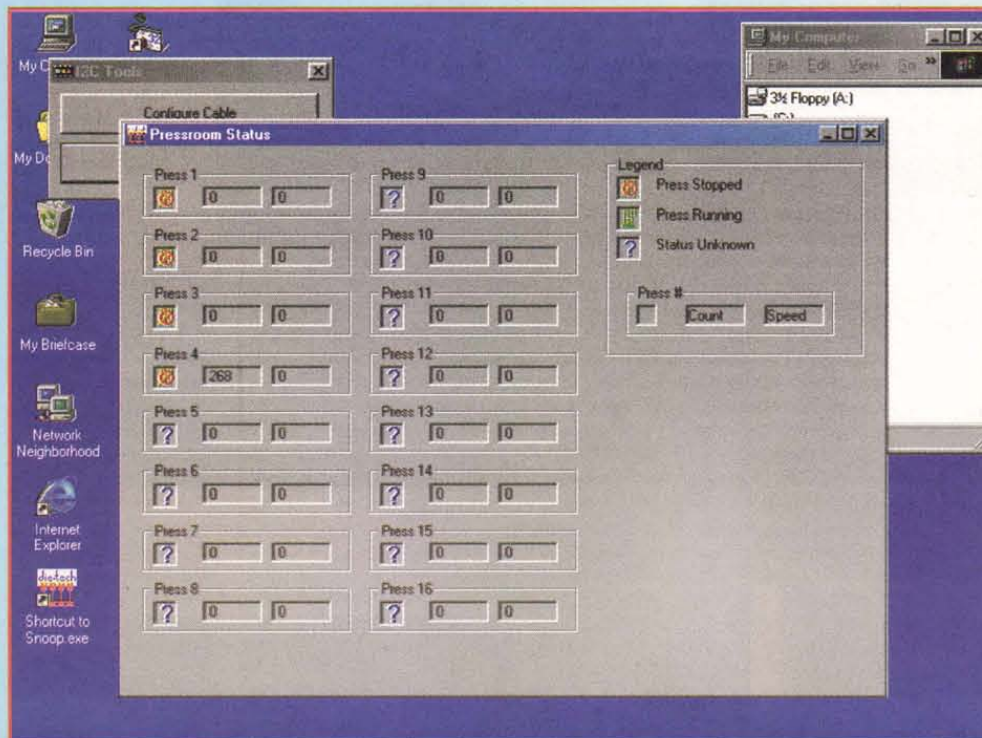 My C
I2C Tools
Configure Cable
My Do
Recycle Bin
My Briefcase
Network
Neighborhood
Internet
Explorer
dia-tech
Shortcut to
Snoop.exe
My Computer
File Edit View Go »
3½ Floppy (A:)
(C:)
Pressroom Status
Press 1
0 0
Press 2
0 0
Press 3
0 0
Press 4
268 0
Press 5
? 0 0
Press 6
? 0 0
Press 7
? 0 0
Press 8
? 0 0
Press 9
? 0 0
Press 10
? 0 0
Press 11
? 0 0
Press 12
? 0 0
Press 13
? 0 0
Press 14
? 0 0
Press 15
? 0 0
Press 16
? 0 0
Legend
Press Stopped
Press Running
? Status Unknown
Press #
Count Speed